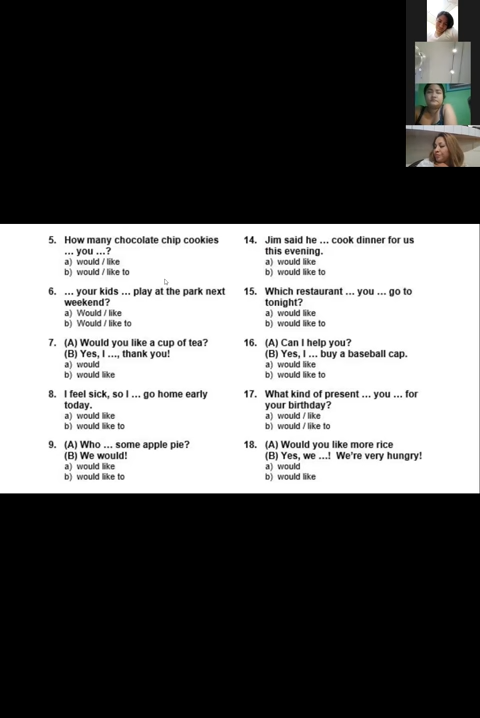 5. How many chocolate chip cookies
… you …?
a) would / like
b) would / like to
6. … your kids … play at the park next
weekend?
a) Would / like
b) Would / like to
7. (A) Would you like a cup of tea?
(B) Yes, I …, thank you!
a) would
b) would like
8. I feel sick, so I … go home early
today.
a) would like
b) would like to
9. (A) Who … some apple pie?
(B) We would!
a) would like
b) would like to
14. Jim said he … cook dinner for us
this evening.
a) would like
b) would like to
15. Which restaurant … you … go to
tonight?
a) would like
b) would like to
16. (A) Can I help you?
(B) Yes, I … buy a baseball cap.
a) would like
b) would like to
17. What kind of present … you … for
your birthday?
a) would / like
b) would / like to
18. (A) Would you like more rice
(B) Yes, we …! We're very hungry!
a) would
b) would like